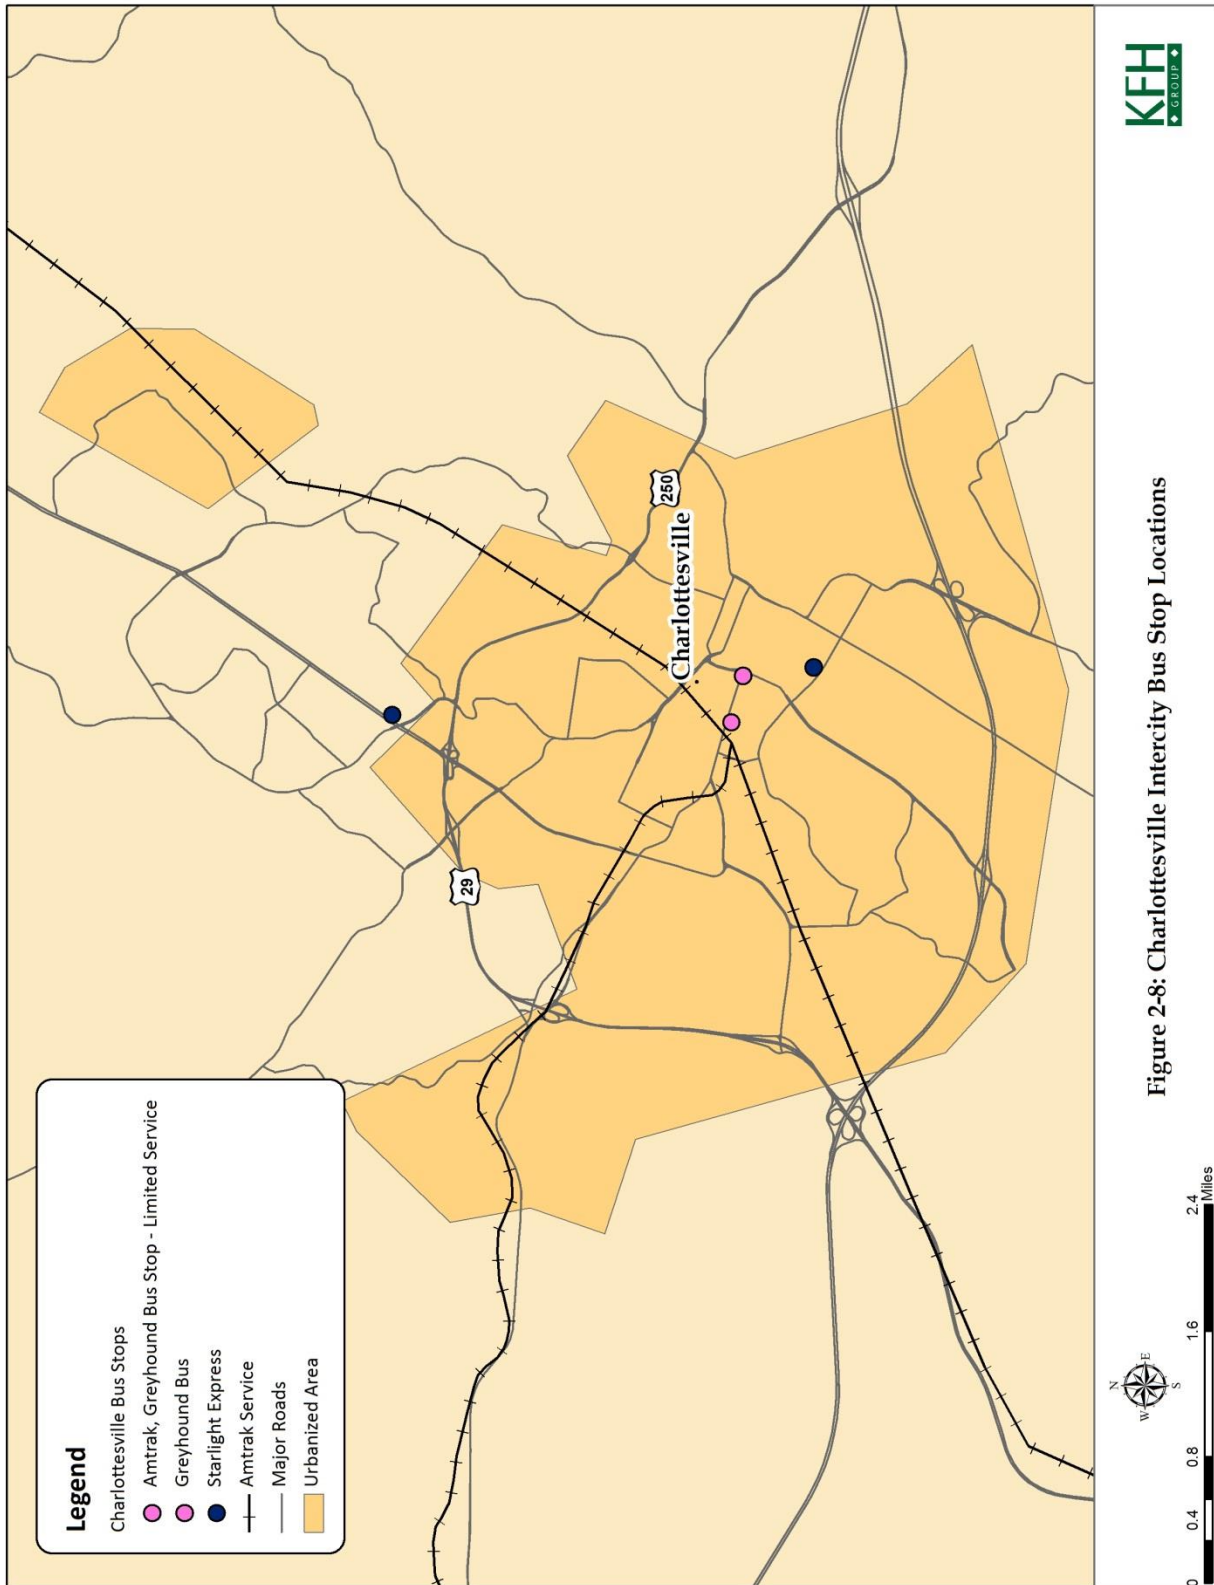 Legend
Charlottesville Bus Stops
Amtrak, Greyhound Bus Stop - Limited Service
Greyhound Bus
Starlight Express
Amtrak Service
Major Roads
Urbanized Area
29
250
Charlottesville
N
W E
S
0 0.4 0.8 1.6 2.4
Miles
Figure 2-8: Charlottesville Intercity Bus Stop Locations
KFH
GROUP